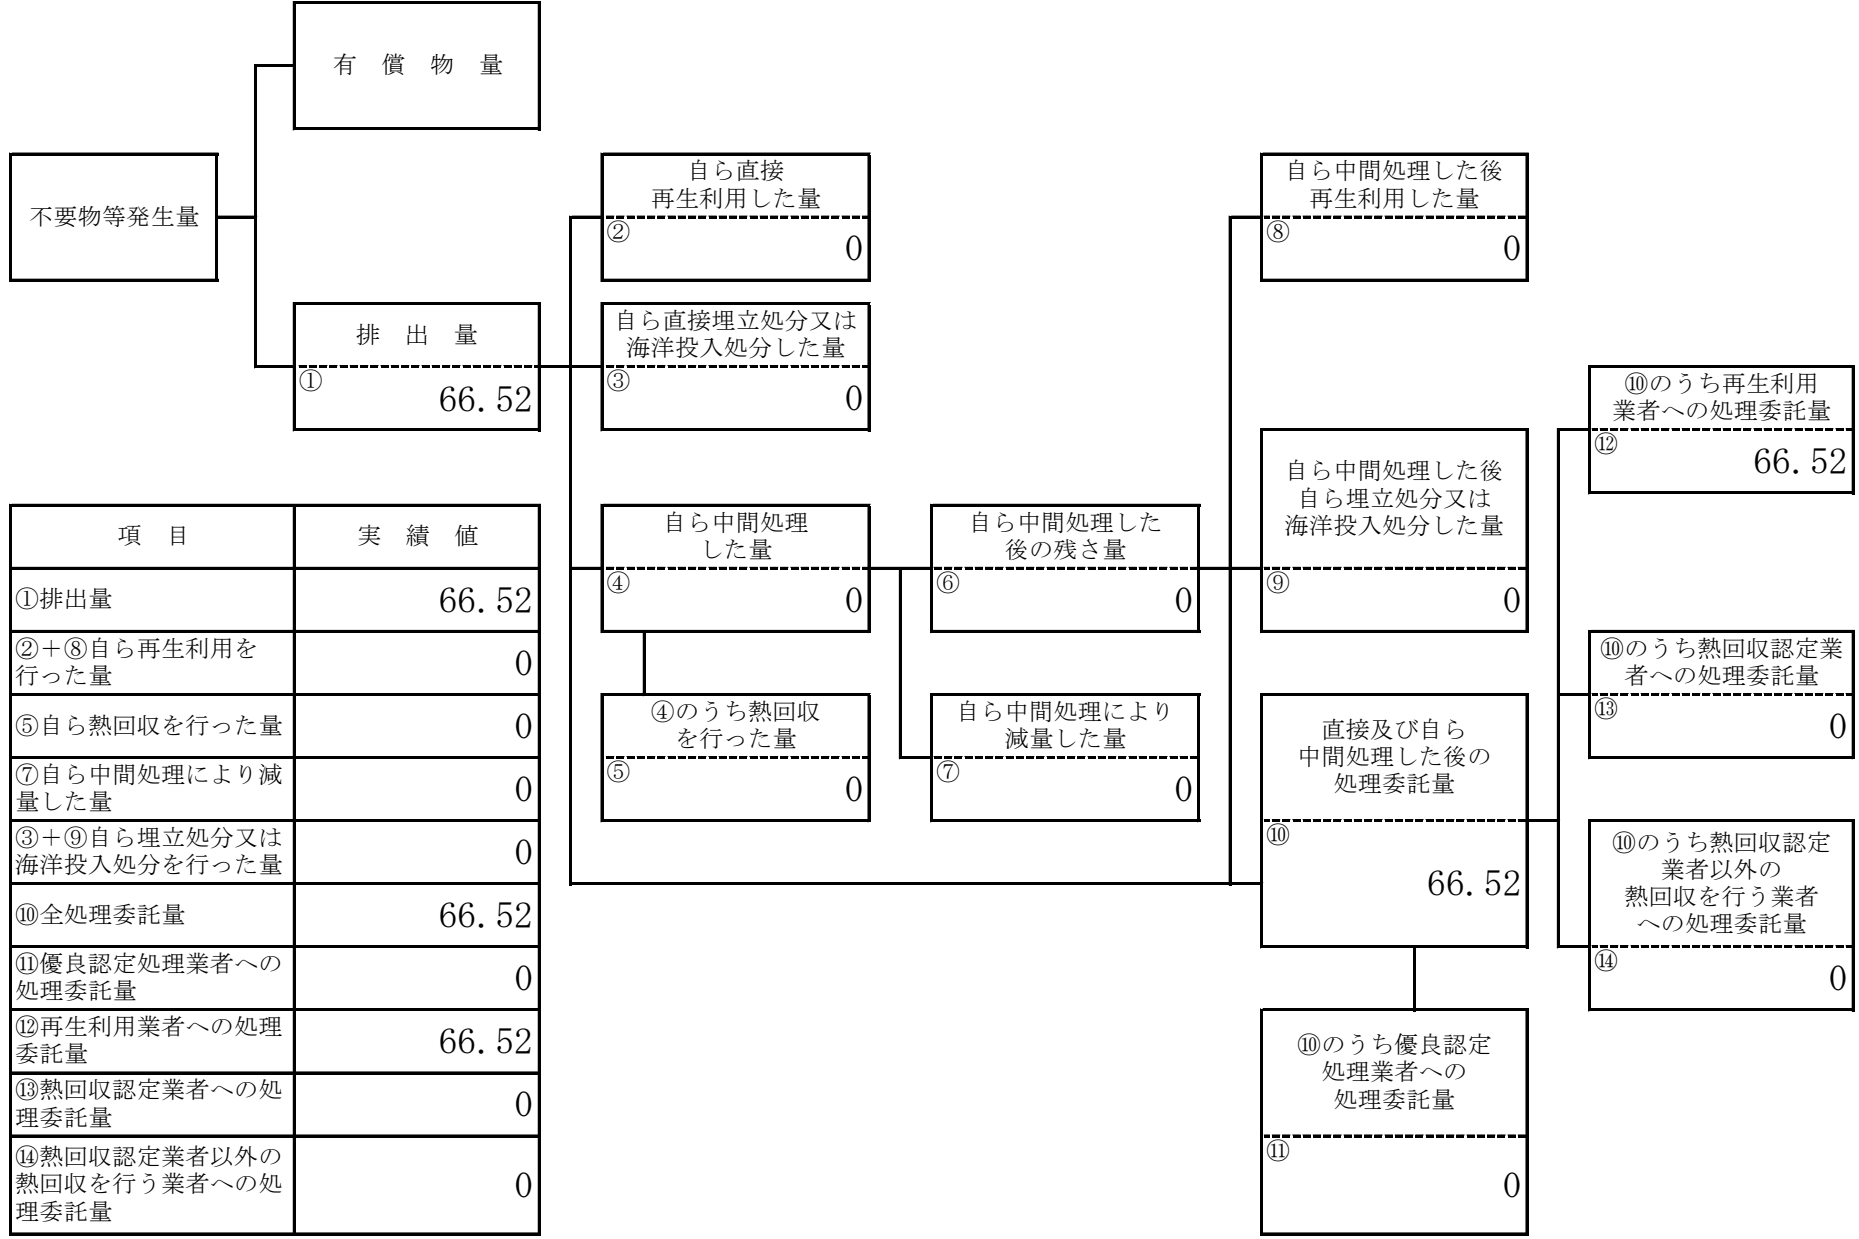 有　償　物　量
不要物等発生量
自ら直接
再生利用した量
②
0
自ら中間処理した後
再生利用した量
⑧
0
排　出　量
①
66.52
自ら直接埋立処分又は
海洋投入処分した量
③
0
⑩のうち再生利用
業者への処理委託量
⑫
66.52
自ら中間処理した後
自ら埋立処分又は
海洋投入処分した量
⑨
0
自ら中間処理
した量
④
0
自ら中間処理した
後の残さ量
⑥
0
⑩のうち熱回収認定業
者への処理委託量
⑬
0
④のうち熱回収
を行った量
⑤
0
自ら中間処理により
減量した量
⑦
0
直接及び自ら
中間処理した後の
処理委託量
⑩
66.52
⑩のうち熱回収認定
業者以外の
熱回収を行う業者
への処理委託量
⑭
0
⑩のうち優良認定
処理業者への
処理委託量
⑪
0
項　目
実　績　値
①排出量
66.52
②＋⑧自ら再生利用を
行った量
0
⑤自ら熱回収を行った量
0
⑦自ら中間処理により減
量した量
0
③＋⑨自ら埋立処分又は
海洋投入処分を行った量
0
⑩全処理委託量
66.52
⑪優良認定処理業者への
処理委託量
0
⑫再生利用業者への処理
委託量
66.52
⑬熱回収認定業者への処
理委託量
0
⑭熱回収認定業者以外の
熱回収を行う業者への処
理委託量
0